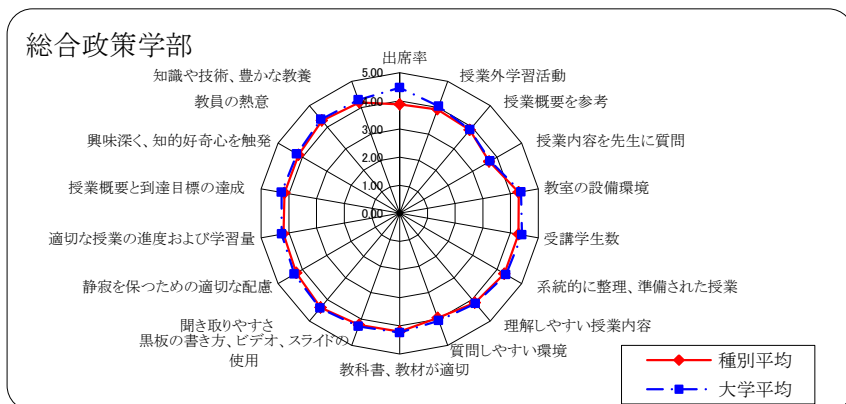 総合政策学部
出席率
授業外学習活動
授業概要を参考
授業内容を先生に質問
教室の設備環境
受講学生数
系統的に整理、準備された授業
理解しやすい授業内容
質問しやすい環境
教科書、教材が適切
黒板の書き方、ビデオ、スライドの
使用
聞き取りやすさ
静寂を保つための適切な配慮
適切な授業の進度および学習量
授業概要と到達目標の達成
興味深く、知的好奇心を触発
教員の熱意
知識や技術、豊かな教養
5.00
4.00
3.00
2.00
1.00
0.00
種別平均
大学平均